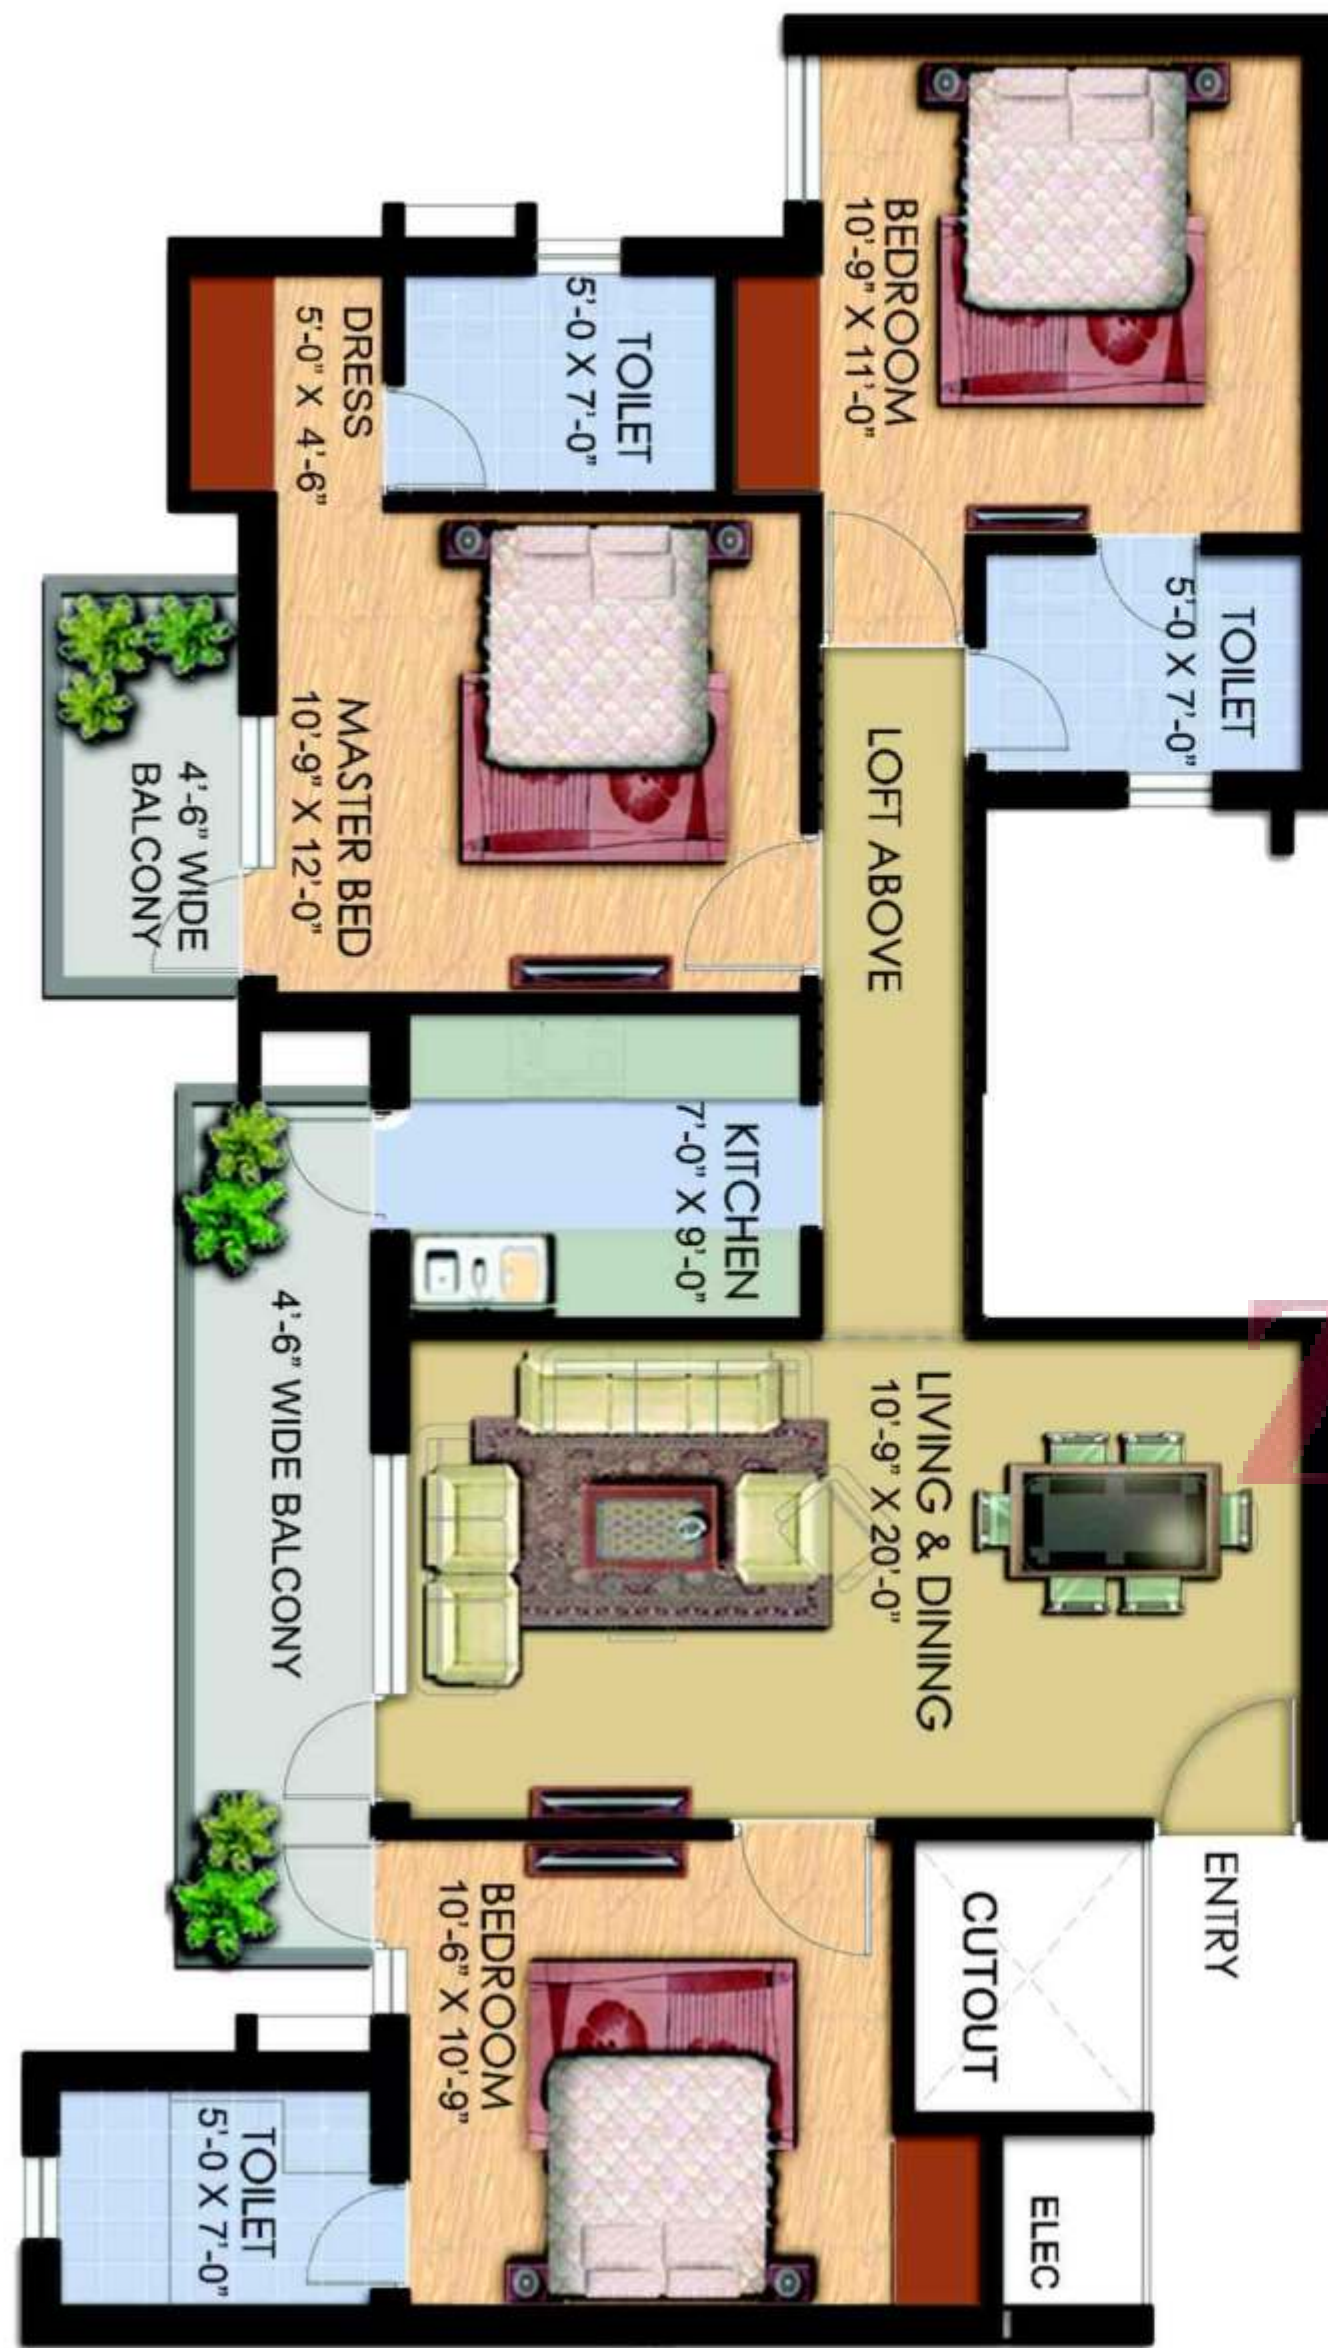 BEDROOM
10'-9" X 11'-0"
TOILET
5'-0 X 7'-0"
DRESS
5'-0" X 4'-6"
TOILET
5'-0 X 7'-0"
MASTER BED
10'-9" X 12'-0"
4'-6" WIDE
BALCONY
LOFT ABOVE
KITCHEN
7'-0" X 9'-0"
4'-6" WIDE BALCONY
LIVING & DINING
10'-9" X 20'-0"
ENTRY
CUTOUT
BEDROOM
10'-6" X 10'-9"
ELEC
TOILET
5'-0 X 7'-0"